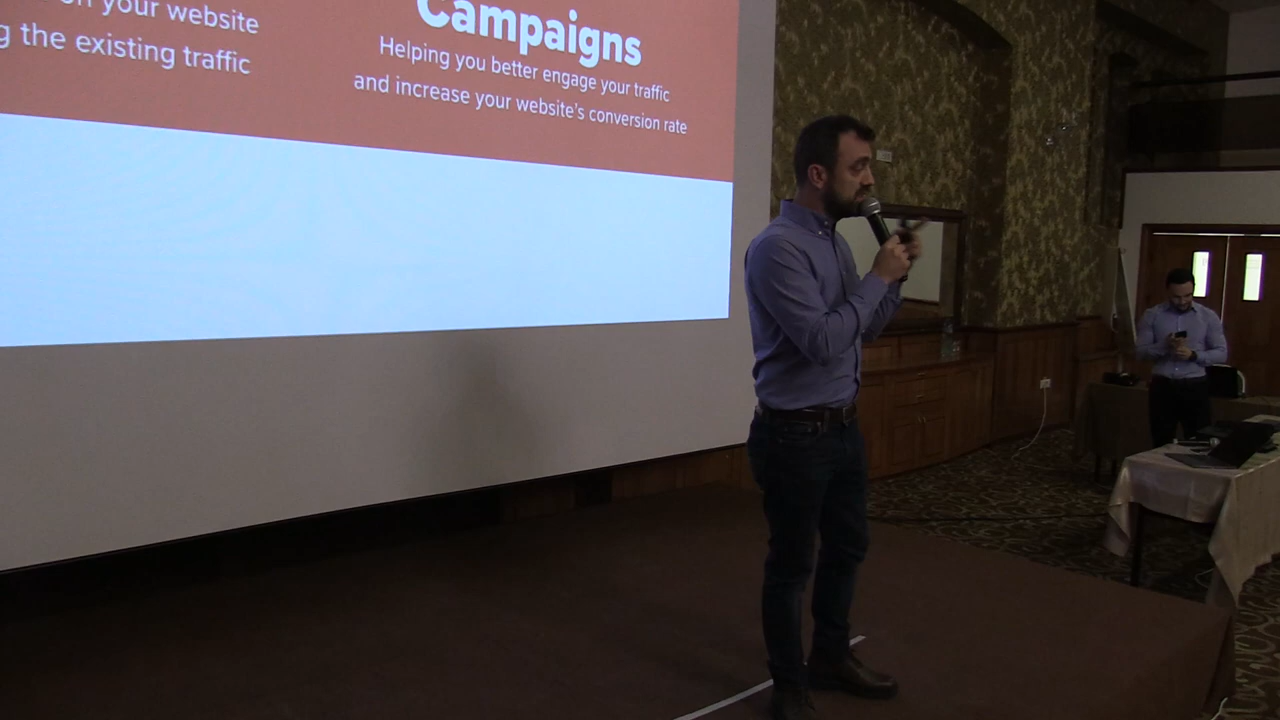 on your website
the existing traffic
Campaigns
Helping you better engage your traffic
and increase your website's conversion rate